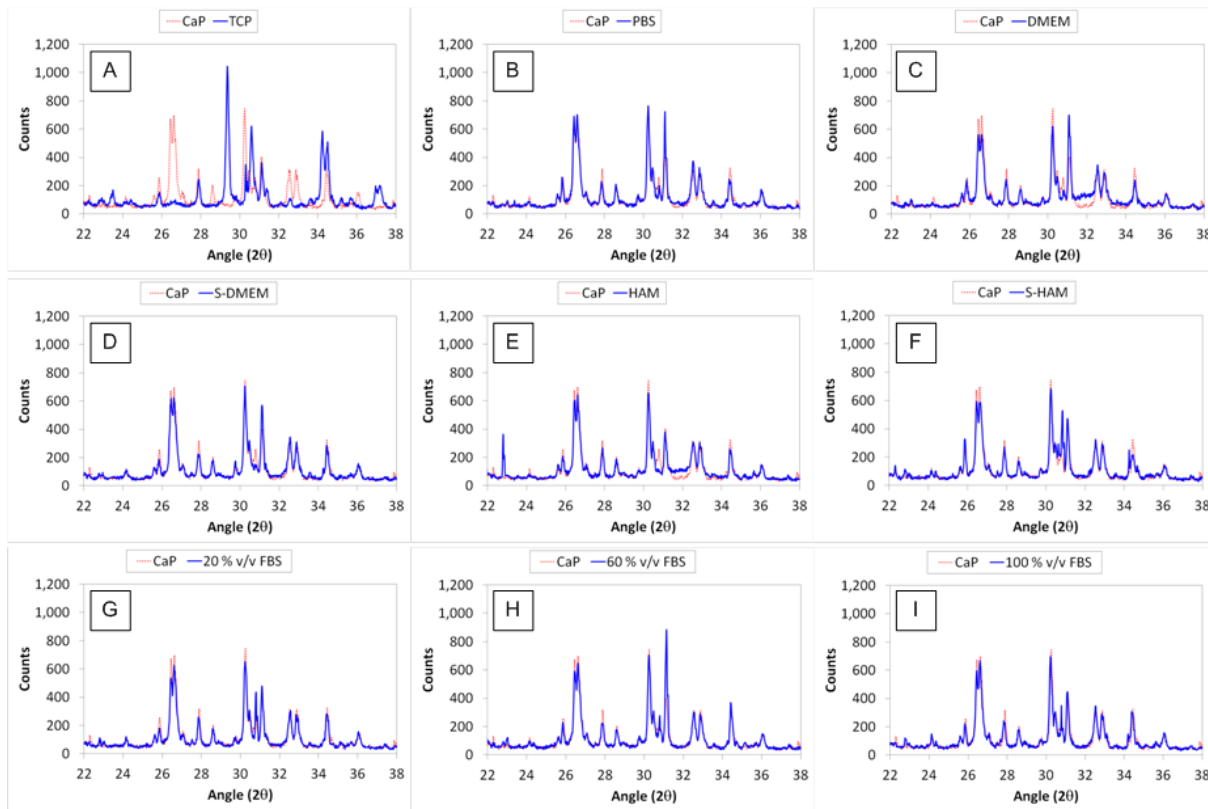 CaP TCP
1,200
1,000
800
600
400
200
0
Counts
A
22 24 26 28 30 32 34 36 38
Angle (2θ)
CaP PBS
1,200
1,000
800
600
400
200
0
Counts
B
22 24 26 28 30 32 34 36 38
Angle (2θ)
CaP DMEM
1,200
1,000
800
600
400
200
0
Counts
C
22 24 26 28 30 32 34 36 38
Angle (2θ)
CaP S-DMEM
1,200
1,000
800
600
400
200
0
Counts
D
22 24 26 28 30 32 34 36 38
Angle (2θ)
CaP HAM
1,200
1,000
800
600
400
200
0
Counts
E
22 24 26 28 30 32 34 36 38
Angle (2θ)
CaP S-HAM
1,200
1,000
800
600
400
200
0
Counts
F
22 24 26 28 30 32 34 36 38
Angle (2θ)
CaP 20 % v/v FBS
1,200
1,000
800
600
400
200
0
Counts
G
22 24 26 28 30 32 34 36 38
Angle (2θ)
CaP 60 % v/v FBS
1,200
1,000
800
600
400
200
0
Counts
H
22 24 26 28 30 32 34 36 38
Angle (2θ)
CaP 100 % v/v FBS
1,200
1,000
800
600
400
200
0
Counts
I
22 24 26 28 30 32 34 36 38
Angle (2θ)